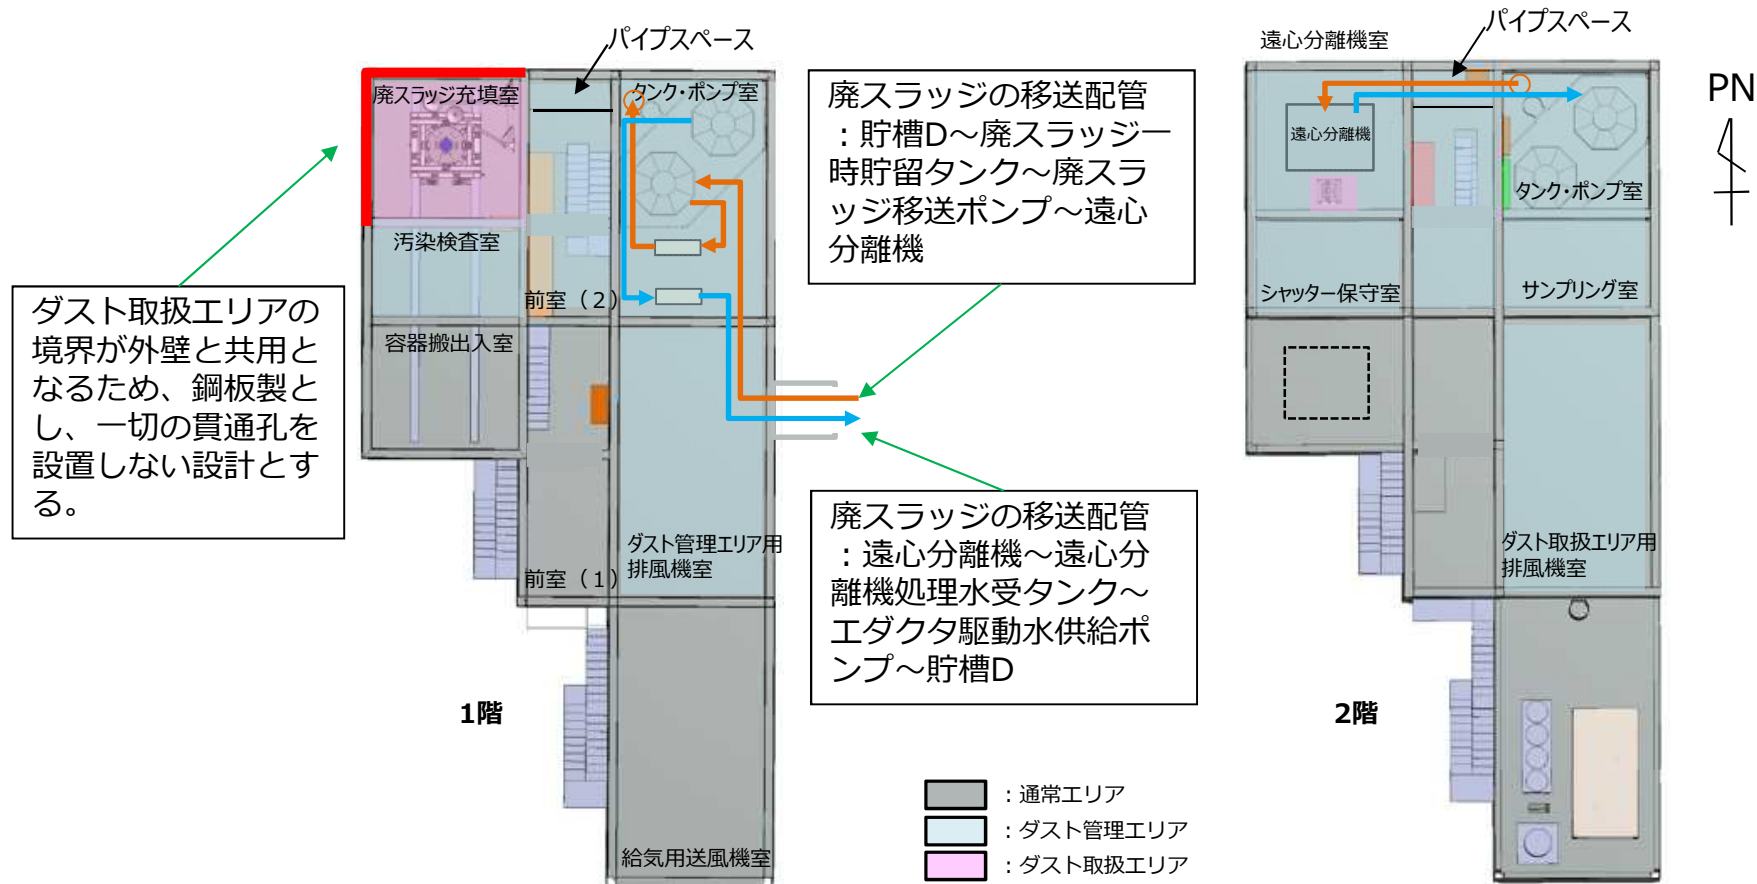 パイプスペース
廃スラッジ充填室
タンク・ポンプ室
汚染検査室
前室（2）
容器搬出入室
ダスト管理エリア用
排風機室
前室（1）
1階
給気用送風機室
ダスト取扱エリアの
境界が外壁と共用と
なるため、鋼板製と
し、一切の貫通孔を
設置しない設計とす
る。
廃スラッジの移送配管
：貯槽D～廃スラッジ一
時貯留タンク～廃スラ
ッジ移送ポンプ～遠心
分離機
廃スラッジの移送配管
：遠心分離機～遠心分
離機処理水受タンク～
エダクタ駆動水供給ポ
ンプ～貯槽D
：通常エリア
：ダスト管理エリア
：ダスト取扱エリア
遠心分離機室
パイプスペース
遠心分離機
タンク・ポンプ室
シャッター保守室
サンプリング室
ダスト取扱エリア用
排風機室
2階
PN